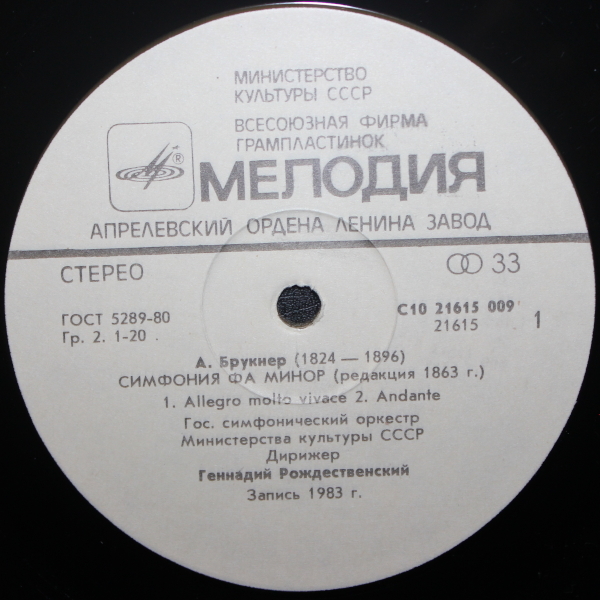 МИНИСТЕРСТВО
КУЛЬТУРЫ СССР
ВСЕСОЮЗНАЯ ФИРМА
ГРАМПЛАСТИНОК
®
МЕЛОДИЯ
АПРЕЛЕВСКИЙ ОРДЕНА ЛЕНИНА ЗАВОД
СТЕРЕО
33
ГОСТ 5289-80
Гр. 2. 1-20
С10 21615 009
21615
1
А. Брукнер (1824 — 1896)
СИМФОНИЯ ФА МИНОР (редакция 1863 г.)
1. Allegro molto vivace 2. Andante
Гос. симфонический оркестр
Министерства культуры СССР
Дирижер
Геннадий Рождественский
Запись 1983 г.